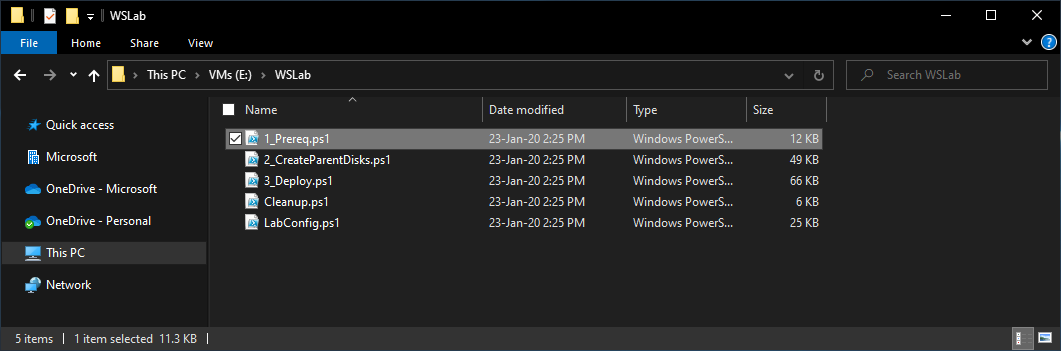 WSLab
File Home Share View
This PC VMs (E:) WSLab Search WSLab
Name Date modified Type Size
Quick access
Microsoft
OneDrive - Microsoft
OneDrive - Personal
This PC
Network
1_Prereq.ps1 23-Jan-20 2:25 PM Windows PowerS... 12 KB
2_CreateParentDisks.ps1 23-Jan-20 2:25 PM Windows PowerS... 49 KB
3_Deploy.ps1 23-Jan-20 2:25 PM Windows PowerS... 66 KB
Cleanup.ps1 23-Jan-20 2:25 PM Windows PowerS... 6 KB
LabConfig.ps1 23-Jan-20 2:25 PM Windows PowerS... 25 KB
5 items 1 item selected 11.3 KB